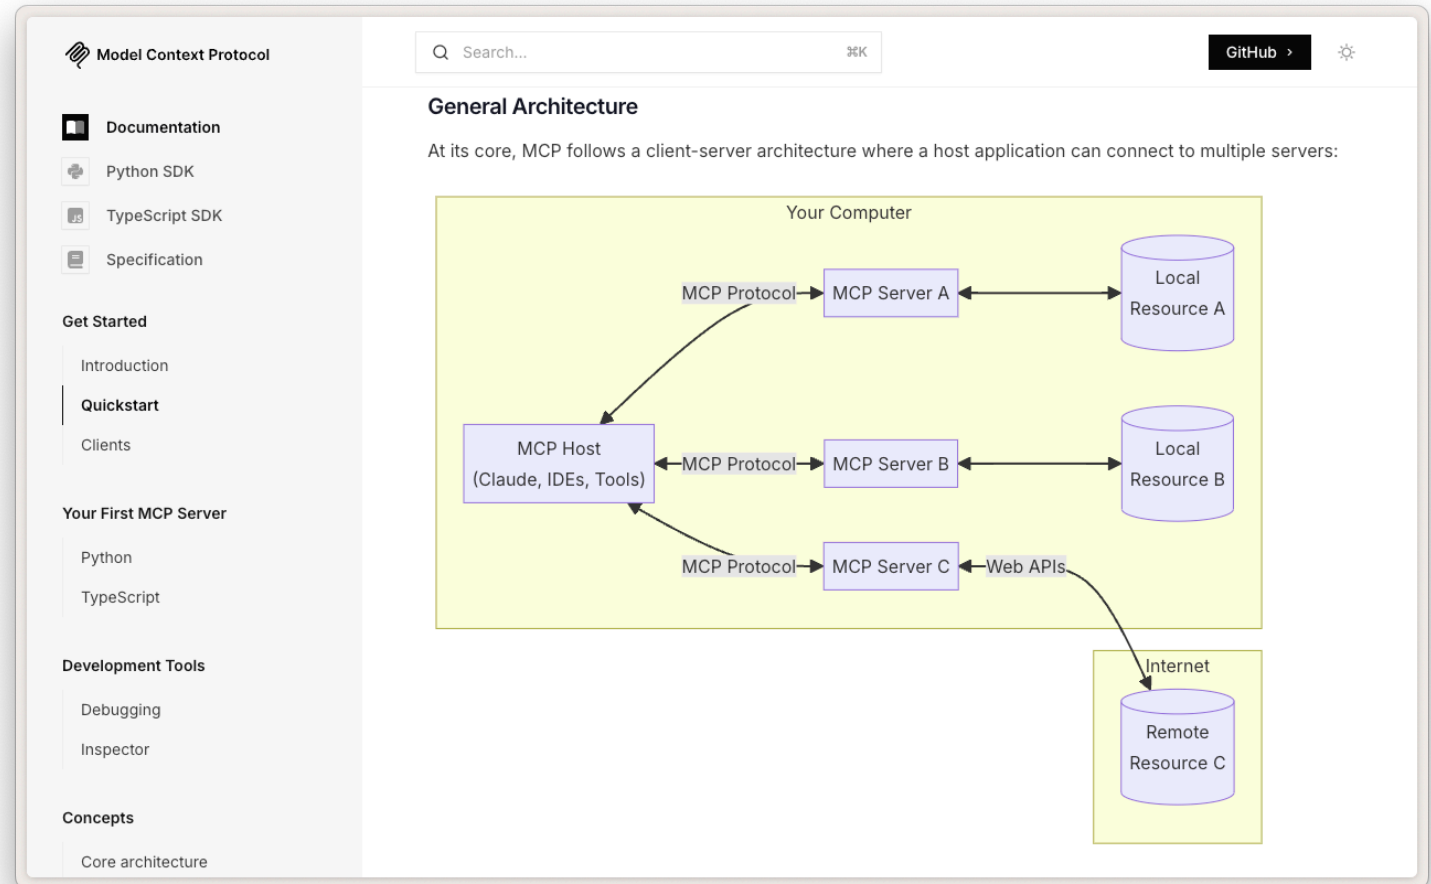 Model Context Protocol
Search...
⌘K
GitHub ›
Documentation
Python SDK
JS
TypeScript SDK
Specification
Get Started
Introduction
Quickstart
Clients
Your First MCP Server
Python
TypeScript
Development Tools
Debugging
Inspector
Concepts
Core architecture
General Architecture
At its core, MCP follows a client-server architecture where a host application can connect to multiple servers:
Your Computer
MCP Protocol
MCP Server A
Local
Resource A
MCP Host
(Claude, IDEs, Tools)
MCP Protocol
MCP Server B
Local
Resource B
MCP Protocol
MCP Server C
Web APIs
Internet
Remote
Resource C